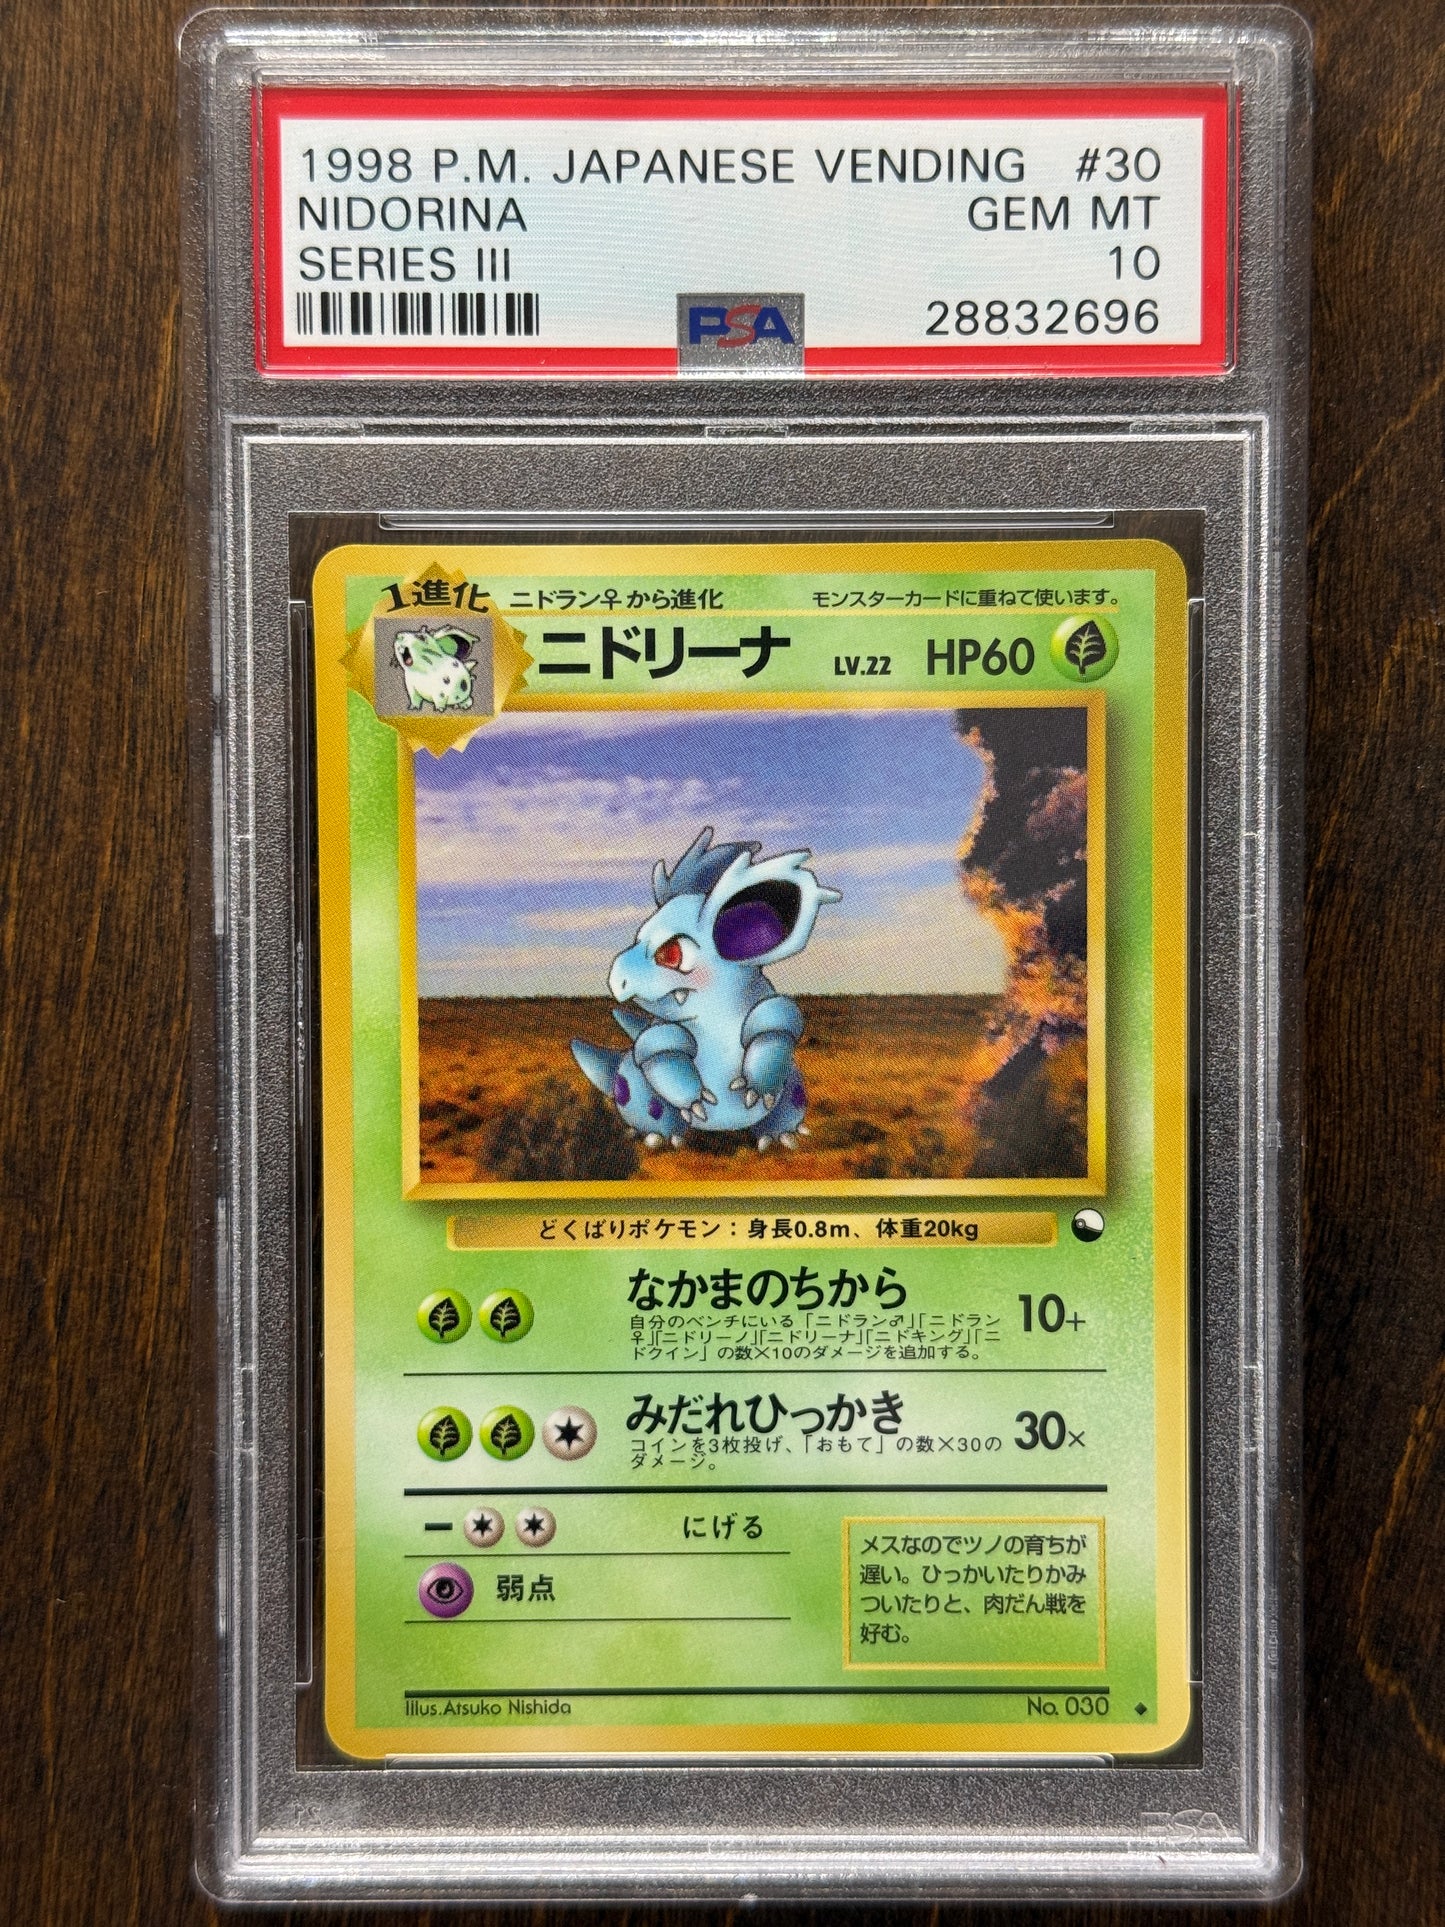 1998 P.M. JAPANESE VENDING #30
NIDORINA GEM MT
SERIES III 10
PSA 28832696
1進化 ニドラン♀から進化 モンスターカードに重ねて使います。
ニドリーナ LV.22 HP60
どくばりポケモン：身長0.8m、体重20kg
なかまのちから 10+
自分のベンチにいる「ニドラン♂」「ニドラン
♀」「ニドリーノ」「ニドリーナ」「ニドキング」「ニ
ドクイン」の数×10のダメージを追加する。
みだれひっかき 30×
コインを3枚投げ、「おもて」の数×30の
ダメージ。
にげる
弱点
メスなのでツノの育ちが
遅い。ひっかいたりかみ
ついたりと、肉だん戦を
好む。
Illus.Atsuko Nishida No. 030
PSA